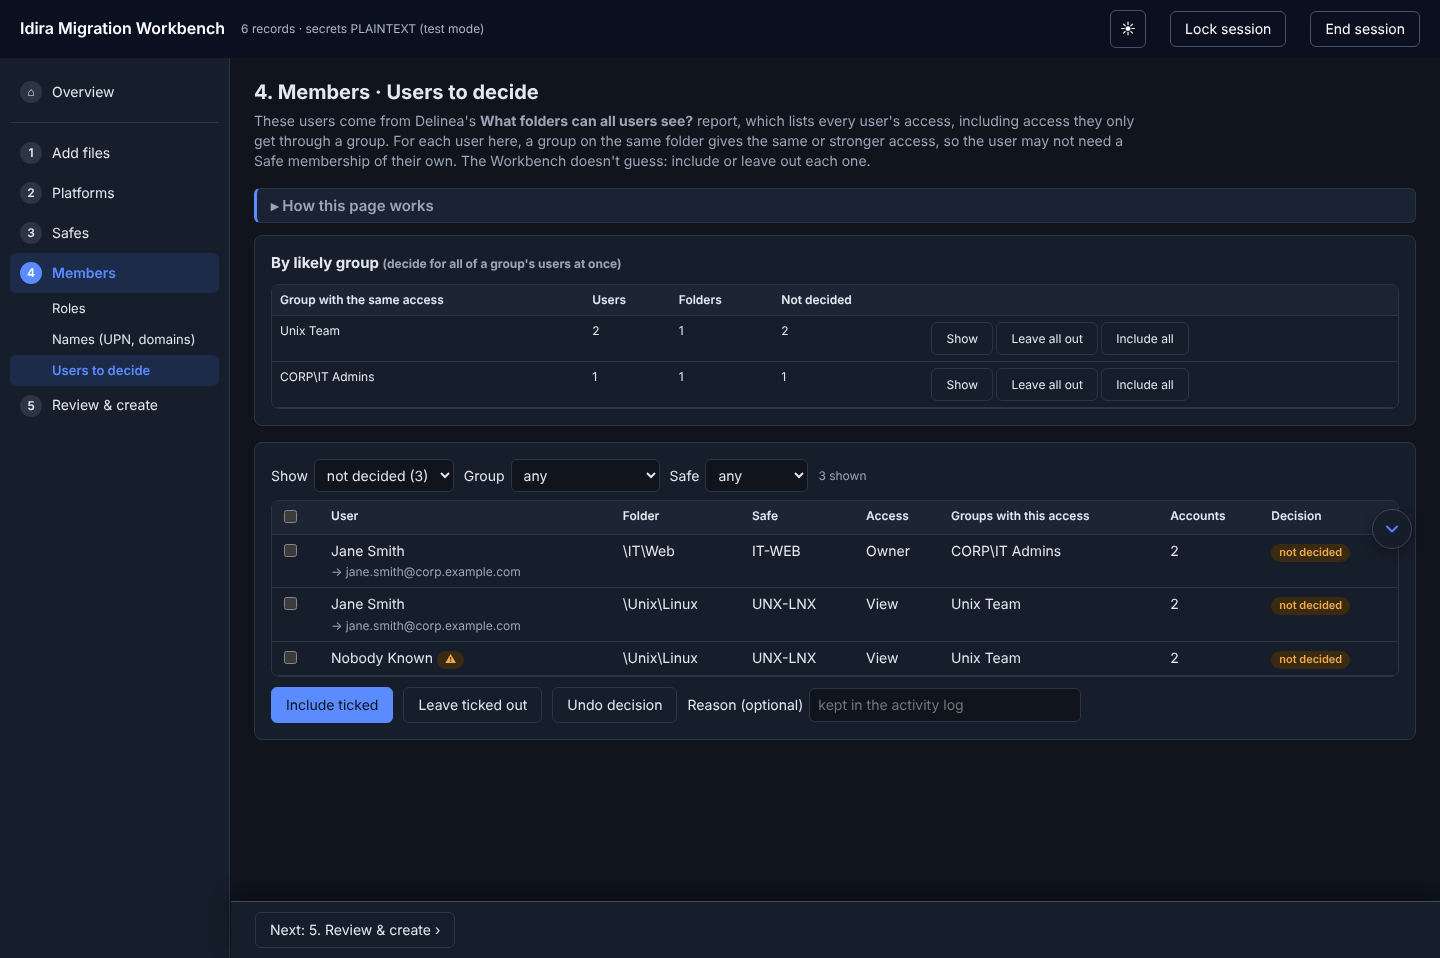 Idira Migration Workbench
6 records · secrets PLAINTEXT (test mode)
Lock session
End session
Overview
1 Add files
2 Platforms
3 Safes
4 Members
Roles
Names (UPN, domains)
Users to decide
5 Review & create
4. Members · Users to decide
These users come from Delinea's What folders can all users see? report, which lists every user's access, including access they only
get through a group. For each user here, a group on the same folder gives the same or stronger access, so the user may not need a
Safe membership of their own. The Workbench doesn't guess: include or leave out each one.
▸ How this page works
By likely group (decide for all of a group's users at once)
Group with the same access Users Folders Not decided
Unix Team 2 1 2 Show Leave all out Include all
CORP\IT Admins 1 1 1 Show Leave all out Include all
Show not decided (3) Group any Safe any 3 shown
User Folder Safe Access Groups with this access Accounts Decision
Jane Smith \IT\Web IT-WEB Owner CORP\IT Admins 2 not decided
→ jane.smith@corp.example.com
Jane Smith \Unix\Linux UNX-LNX View Unix Team 2 not decided
→ jane.smith@corp.example.com
Nobody Known ⚠ \Unix\Linux UNX-LNX View Unix Team 2 not decided
Include ticked Leave ticked out Undo decision Reason (optional) kept in the activity log
Next: 5. Review & create ›